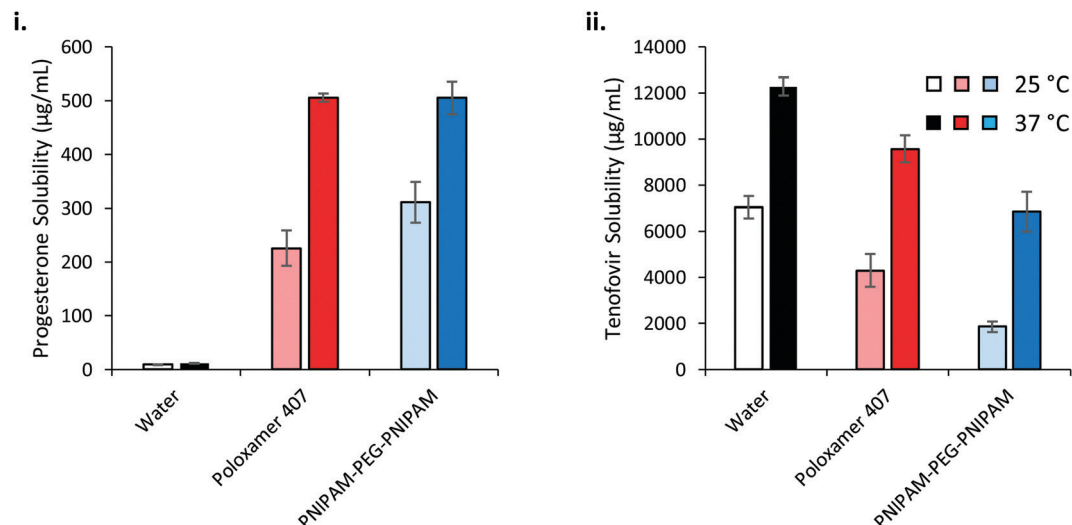 i.
Progesterone Solubility (µg/mL)
600
500
400
300
200
100
0
Water
Poloxamer 407
PNIPAM-PEG-PNIPAM
ii.
Tenofovir Solubility (µg/mL)
14000
12000
10000
8000
6000
4000
2000
0
Water
Poloxamer 407
PNIPAM-PEG-PNIPAM
25 °C
37 °C